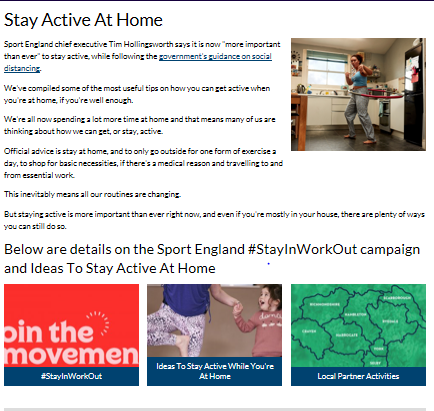 Stay Active At Home
Sport England chief executive Tim Hollingsworth says it is now "more important
than ever" to stay active, while following the government's guidance on social
distancing.
We've compiled some of the most useful tips on how you can get active when
you're at home, if you're well enough.
We're all now spending a lot more time at home and that means many of us are
thinking about how we can get, or stay, active.
Official advice is stay at home, and to only go outside for one form of exercise a
day, to shop for basic necessities, if there's a medical reason and travelling to and
from essential work.
This inevitably means all our routines are changing.
But staying active is more important than ever right now, and even if you're mostly in your house, there are plenty of ways
you can still do so.
Below are details on the Sport England #StayInWorkOut campaign
and Ideas To Stay Active At Home
oin the
movemen
#StayInWorkOut
Ideas To Stay Active While You're
At Home
SCARBOROUGH
RICHMONDSHIRE
HAMBLETON
RYEDALE
CRAVEN
HARROGATE
YORK
SELBY
Local Partner Activities